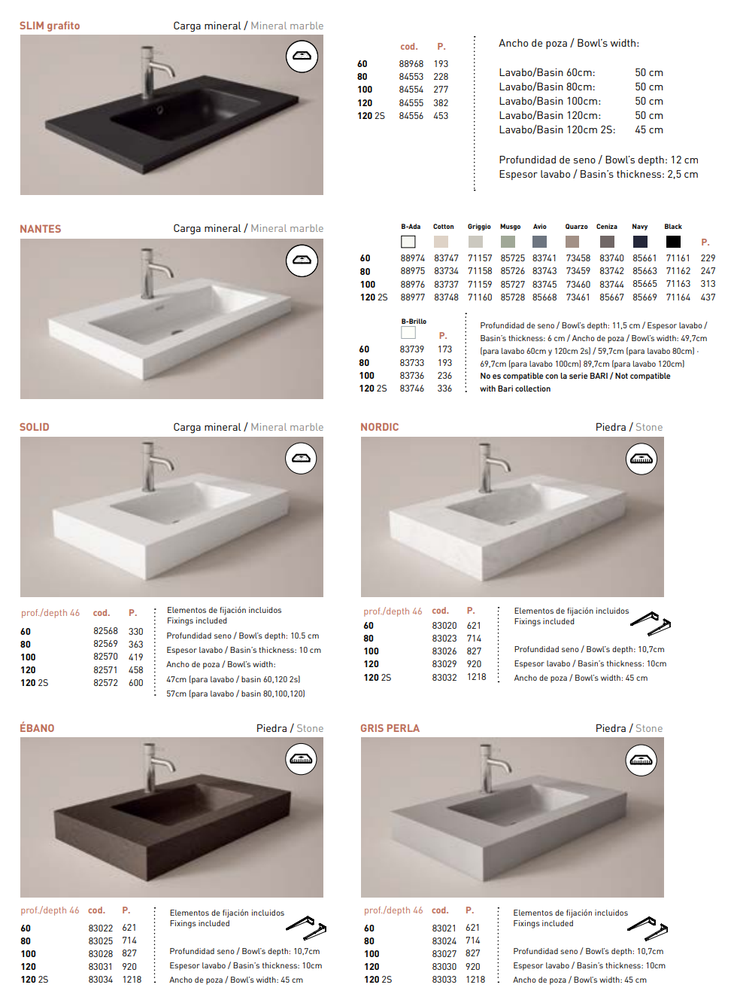 SLIM grafito
Carga mineral / Mineral marble
cod. P.
60 88968 193
80 84553 228
100 84554 277
120 84555 382
120 2S 84556 453
Ancho de poza / Bowl's width:
Lavabo/Basin 60cm: 50 cm
Lavabo/Basin 80cm: 50 cm
Lavabo/Basin 100cm: 50 cm
Lavabo/Basin 120cm: 50 cm
Lavabo/Basin 120cm 2S: 45 cm
Profundidad de seno / Bowl's depth: 12 cm
Espesor lavabo / Basin's thickness: 2,5 cm
NANTES
Carga mineral / Mineral marble
B-Ada Cotton Griggio Musgo Avio Quarzo Ceniza Navy Black
P.
60 88974 83747 71157 85725 83741 73458 83740 85661 71161 229
80 88975 83734 71158 85726 83743 73459 83742 85663 71162 247
100 88976 83737 71159 85727 83745 73460 83744 85665 71163 313
120 2S 88977 83748 71160 85728 85668 73461 85667 85669 71164 437
B-Brillo
P.
60 83739 173
80 83733 193
100 83736 236
120 2S 83746 336
Profundidad de seno / Bowl's depth: 11,5 cm / Espesor lavabo /
Basin's thickness: 6 cm / Ancho de poza / Bowl's width: 49,7cm
(para lavabo 60cm y 120cm 2s) / 59,7cm (para lavabo 80cm) ·
69,7cm (para lavabo 100cm) 89,7cm (para lavabo 120cm)
No es compatible con la serie BARI / Not compatible
with Bari collection
SOLID
Carga mineral / Mineral marble
prof./depth 46 cod. P.
60 82568 330
80 82569 363
100 82570 419
120 82571 458
120 2S 82572 600
Elementos de fijación incluidos
Fixings included
Profundidad seno / Bowl's depth: 10.5 cm
Espesor lavabo / Basin's thickness: 10 cm
Ancho de poza / Bowl's width:
47cm (para lavabo / basin 60,120 2s)
57cm (para lavabo / basin 80,100,120)
NORDIC
Piedra / Stone
prof./depth 46 cod. P.
60 83020 621
80 83023 714
100 83026 827
120 83029 920
120 2S 83032 1218
Elementos de fijación incluidos
Fixings included
Profundidad seno / Bowl's depth: 10,7cm
Espesor lavabo / Basin's thickness: 10cm
Ancho de poza / Bowl's width: 45 cm
ÉBANO
Piedra / Stone
prof./depth 46 cod. P.
60 83022 621
80 83025 714
100 83028 827
120 83031 920
120 2S 83034 1218
Elementos de fijación incluidos
Fixings included
Profundidad seno / Bowl's depth: 10,7cm
Espesor lavabo / Basin's thickness: 10cm
Ancho de poza / Bowl's width: 45 cm
GRIS PERLA
Piedra / Stone
prof./depth 46 cod. P.
60 83021 621
80 83024 714
100 83027 827
120 83030 920
120 2S 83033 1218
Elementos de fijación incluidos
Fixings included
Profundidad seno / Bowl's depth: 10,7cm
Espesor lavabo / Basin's thickness: 10cm
Ancho de poza / Bowl's width: 45 cm